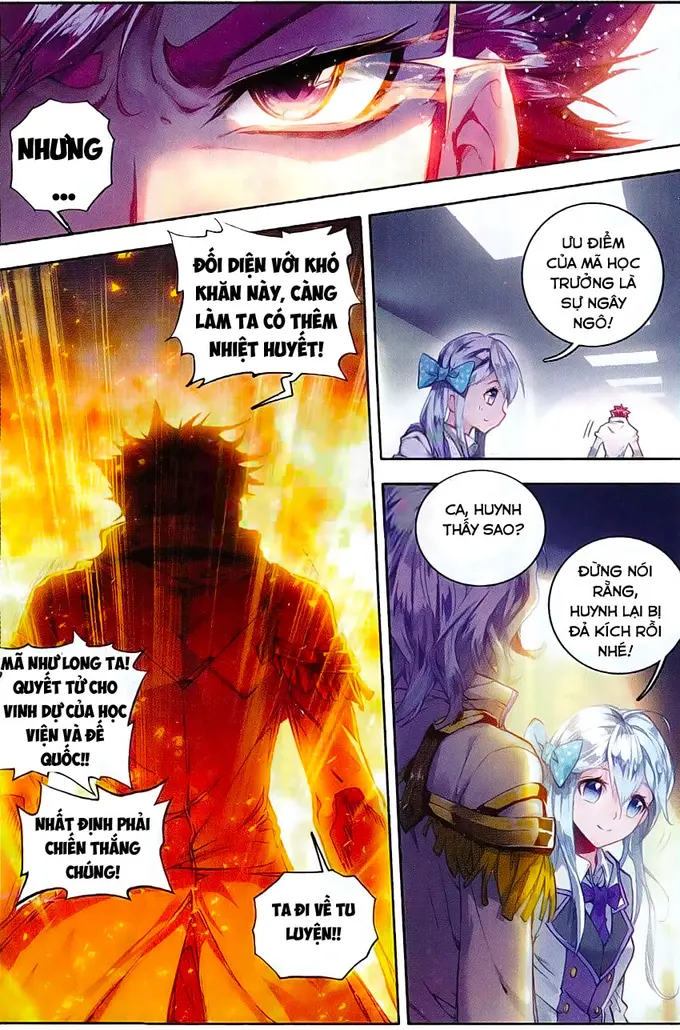 NHƯNG
...
ĐỐI DIỆN VỚI KHÓ
KHĂN NÀY, CÀNG
LÀM TA CÓ THÊM
NHIỆT HUYẾT!
MÃ NHƯ LONG TA!
QUYẾT TỬ CHO
VINH DỰ CỦA HỌC
VIỆN VÀ ĐẾ
QUỐC!!
NHẤT ĐỊNH PHẢI
CHIẾN THẮNG
CHÚNG!
TA ĐI VỀ TU
LUYỆN!!
ƯU ĐIỂM
CỦA MÃ HỌC
TRƯỞNG LÀ
SỰ NGÂY
NGÔ!
CA, HUYNH
THẤY SAO?
ĐỪNG NÓI
RẰNG,
HUYNH LẠI BỊ
ĐẢ KÍCH RỒI
NHÉ!